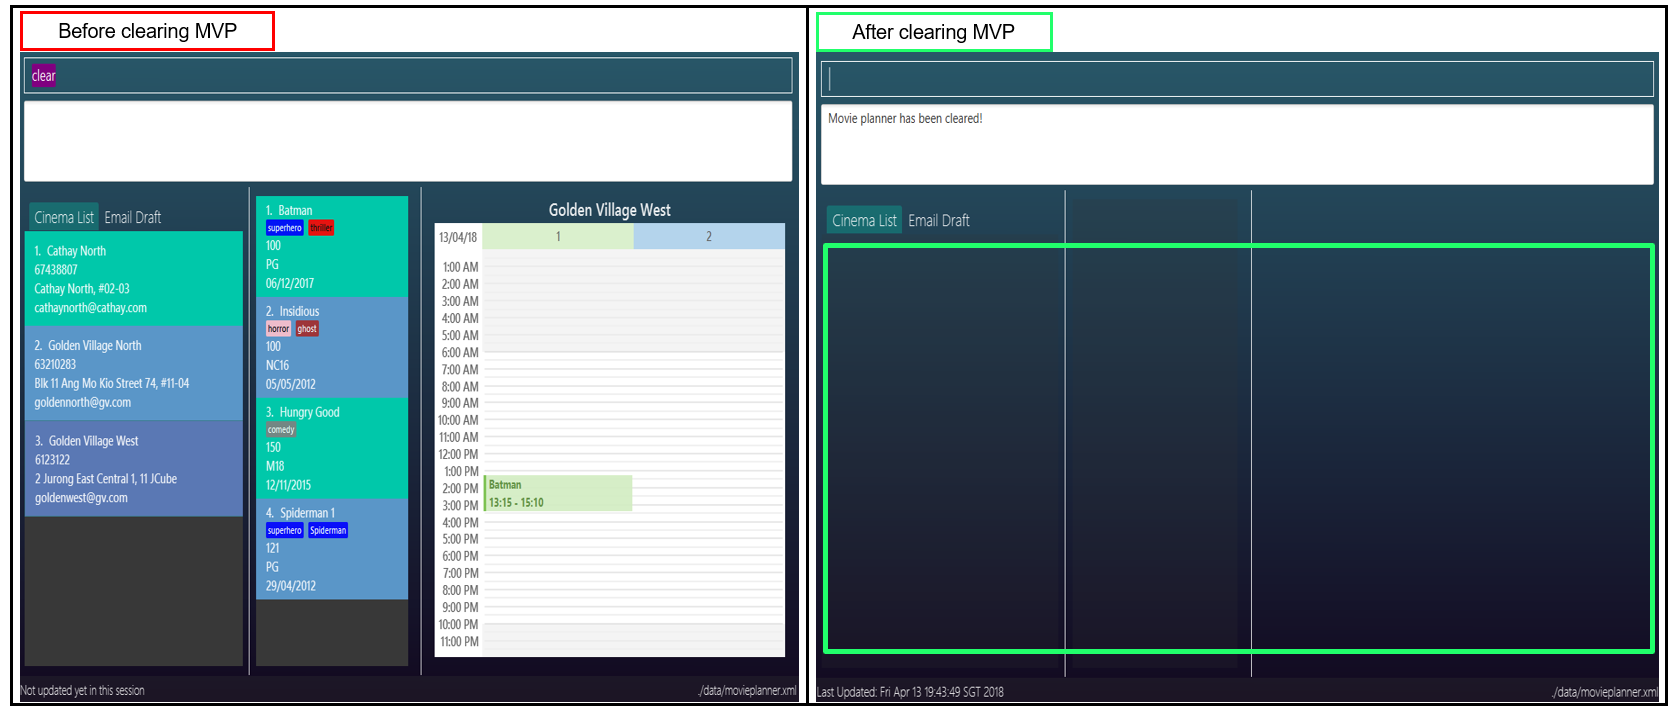 Before clearing MVP
clear
Cinema List Email Draft
1. Cathay North
67438807
Cathay North, #02-03
cathaynorth@cathay.com
2. Golden Village North
63210283
Blk 11 Ang Mo Kio Street 74, #11-04
goldennorth@gv.com
3. Golden Village West
6123122
2 Jurong East Central 1, 11 JCube
goldenwest@gv.com
1. Batman
superhero thriller
100
PG
06/12/2017
2. Insidious
horror ghost
100
NC16
05/05/2012
3. Hungry Good
comedy
150
M18
12/11/2015
4. Spiderman 1
superhero Spiderman
121
PG
29/04/2012
Golden Village West
13/04/18 1 2
1:00 AM
2:00 AM
3:00 AM
4:00 AM
5:00 AM
6:00 AM
7:00 AM
8:00 AM
9:00 AM
10:00 AM
11:00 AM
12:00 PM
1:00 PM
2:00 PM
3:00 PM
4:00 PM
5:00 PM
6:00 PM
7:00 PM
8:00 PM
9:00 PM
10:00 PM
11:00 PM
Batman
13:15 - 15:10
Not updated yet in this session
./data/movieplanner.xml
After clearing MVP
Movie planner has been cleared!
Cinema List Email Draft
Last Updated: Fri Apr 13 19:43:49 SGT 2018
./data/movieplanner.xml